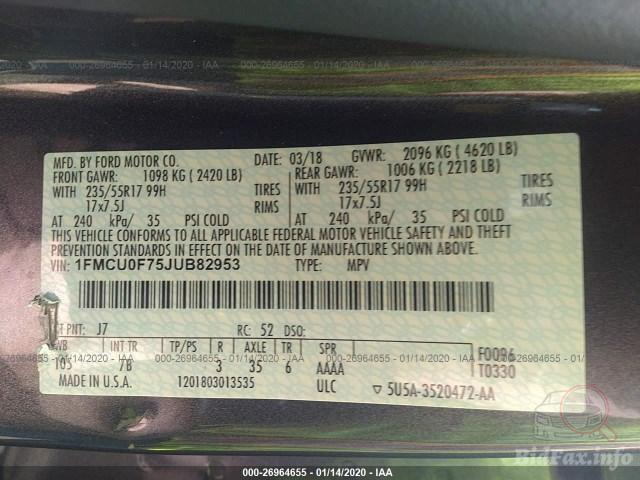 000-26964655 - 01/14/2020 - IAA
MFD. BY FORD MOTOR CO. DATE: 03/18 GVWR: 2096 KG ( 4620 LB)
FRONT GAWR: 1098 KG ( 2420 LB) REAR GAWR: 1006 KG ( 2218 LB)
WITH 235/55R17 99H TIRES WITH 235/55R17 99H TIRES
17x7.5J RIMS 17x7.5J RIMS
AT 240 kPa/ 35 PSI COLD AT 240 kPa/ 35 PSI COLD
THIS VEHICLE CONFORMS TO ALL APPLICABLE FEDERAL MOTOR VEHICLE SAFETY AND THEFT
PREVENTION STANDARDS IN EFFECT ON THE DATE OF MANUFACTURE SHOWN ABOVE.
VIN: 1FMCU0F75JUB82953 TYPE: MPV
PNT: J7 RC: 52 DSO:
WB INT TR TP/PS R AXLE TR SPR F0096
105 7B 3 35 6 AAAA T0330
MADE IN U.S.A. 1201803013535 ULC 5U5A-3520472-AA
BidFax.info
000-26964655 - 01/14/2020 - IAA